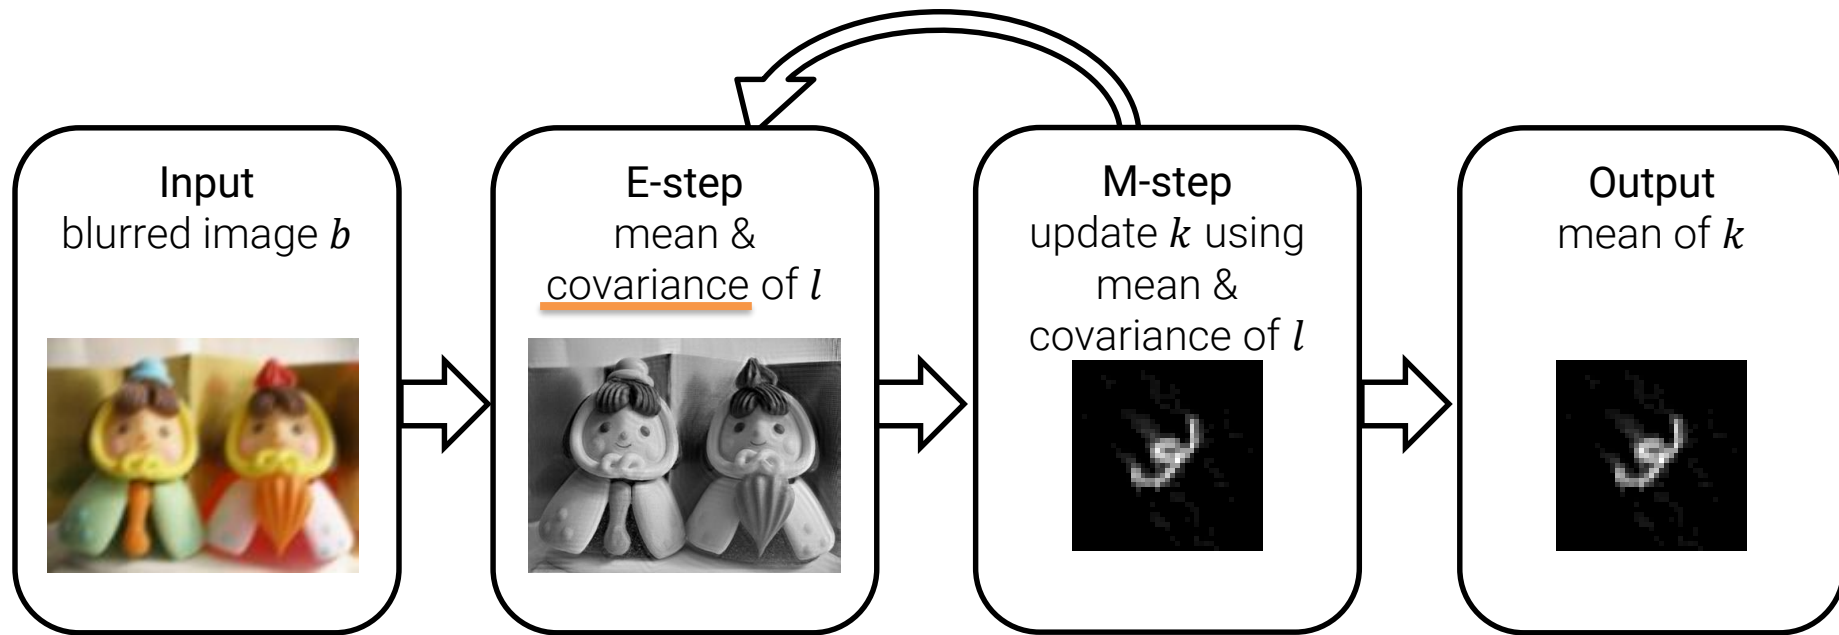 Input
blurred image b
E-step
mean &
covariance of l
M-step
update k using
mean &
covariance of l
Output
mean of k